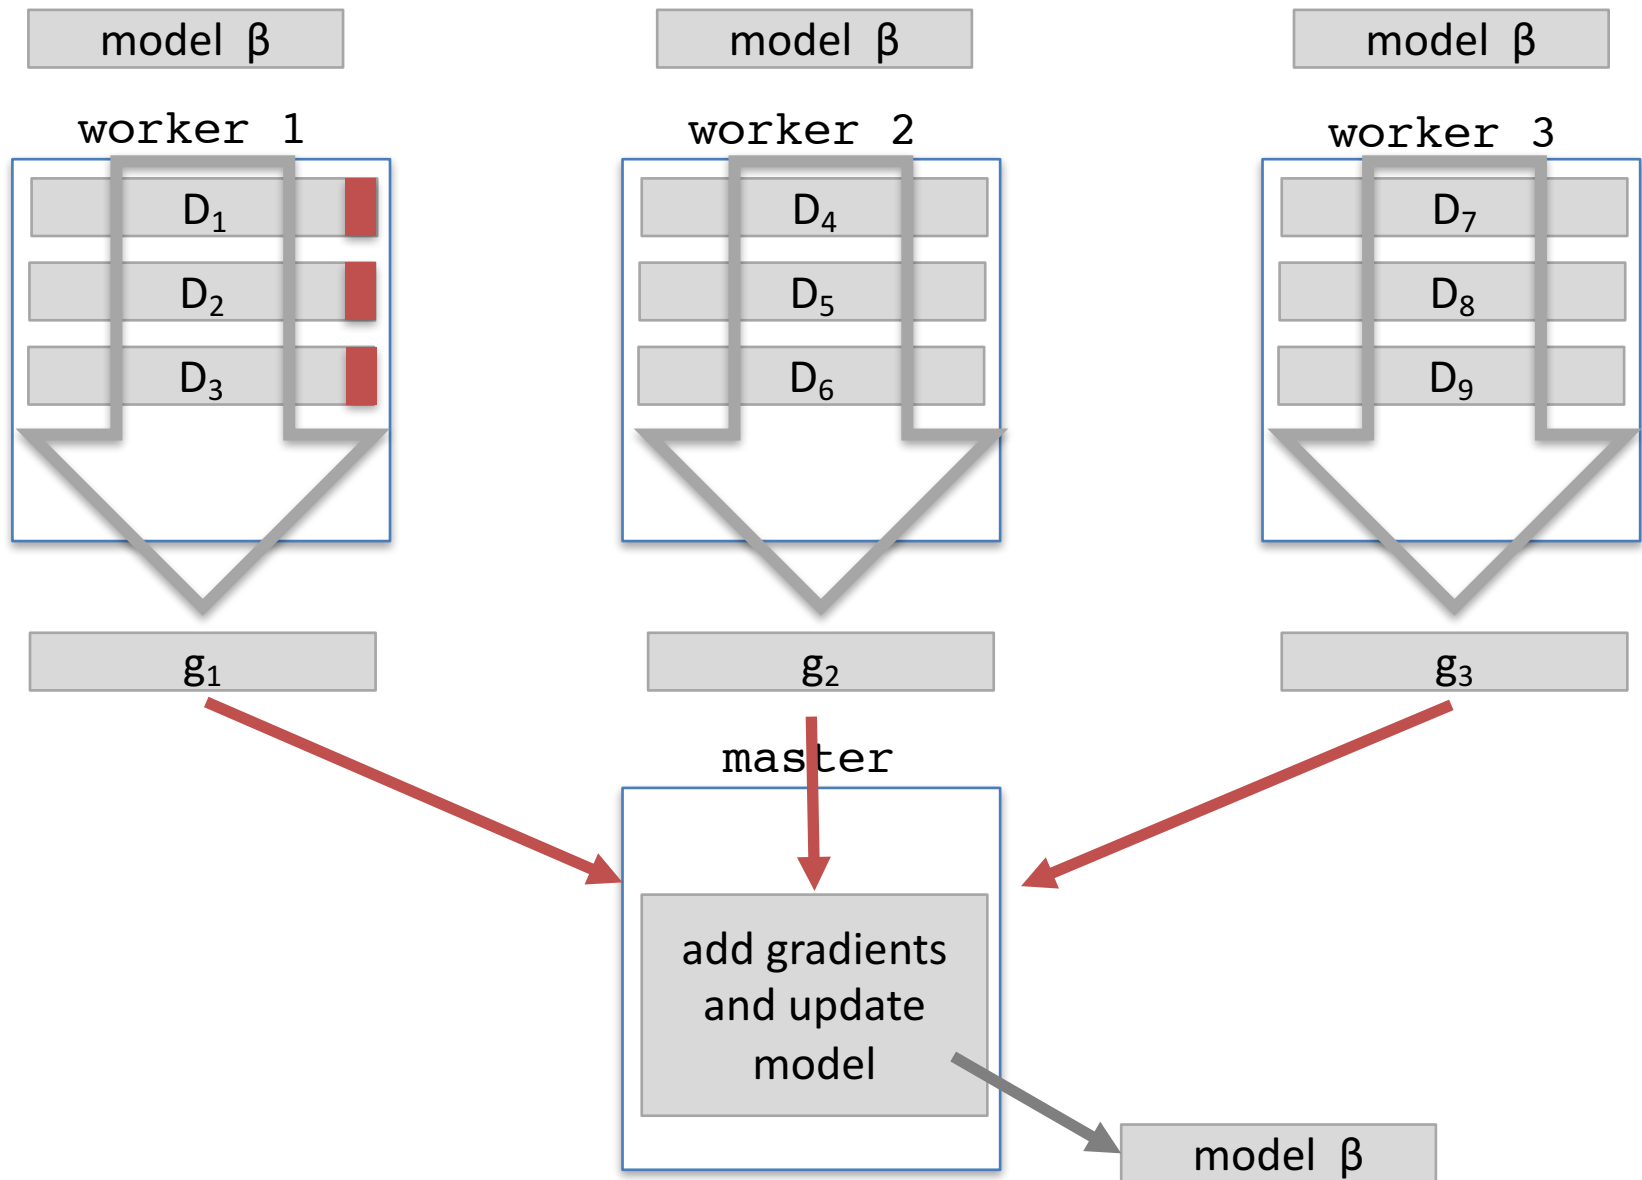 model β
model β
model β
worker 1
worker 2
worker 3
D₁
D₄
D₇
D₂
D₅
D₈
D₃
D₆
D₉
g₁
g₂
g₃
master
add gradients
and update
model
model β